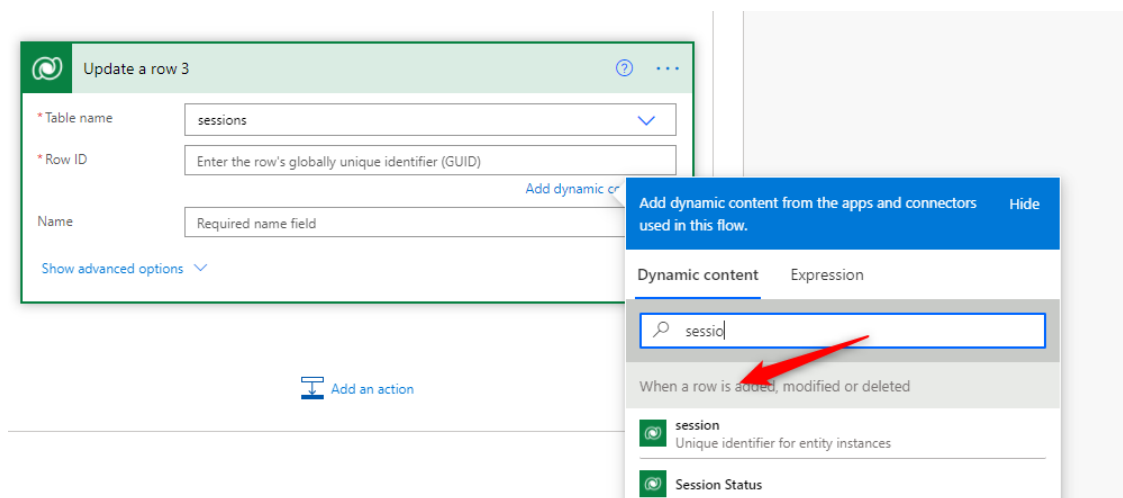 Update a row 3
* Table name
sessions
* Row ID
Enter the row's globally unique identifier (GUID)
Add dynamic
Name
Required name field
Show advanced options
Add an action
Add dynamic content from the apps and connectors
used in this flow.
Hide
Dynamic content
Expression
sessio
When a row is added, modified or deleted
session
Unique identifier for entity instances
Session Status